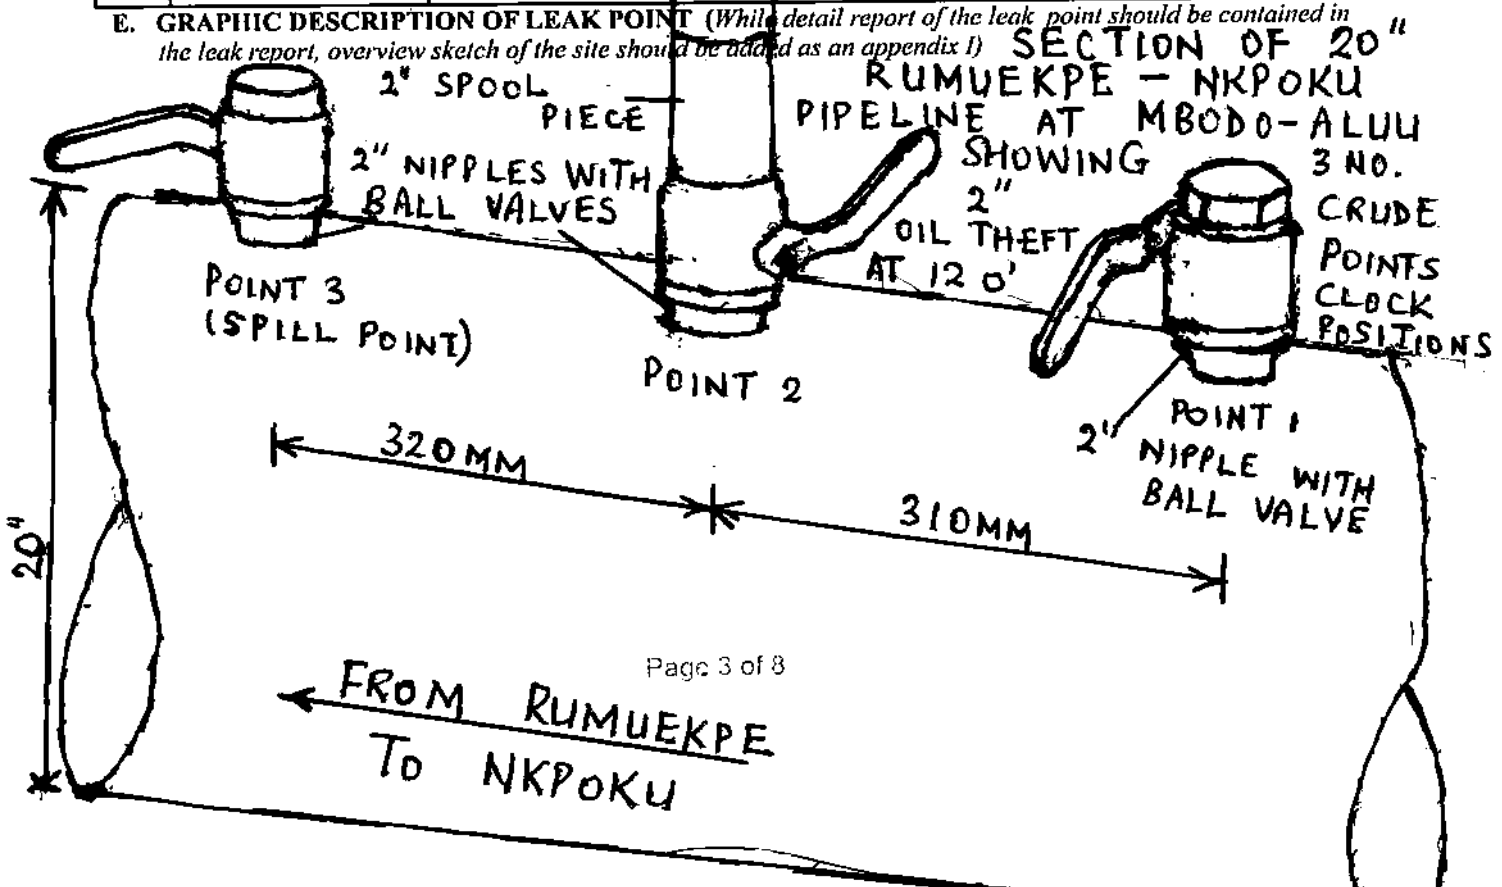 E. GRAPHIC DESCRIPTION OF LEAK POINT (While detail report of the leak point should be contained in
the leak report, overview sketch of the site should be added as an appendix I)
SECTION OF 20"
RUMUEKPE - NKPOKU
PIPELINE AT MBODO-ALUU
SHOWING 3 NO.
2" CRUDE
OIL THEFT POINTS
AT 12 0' CLOCK
POSITIONS
2" SPOOL
PIECE
2" NIPPLES WITH
BALL VALVES
POINT 3
(SPILL POINT)
POINT 2
POINT 1
2" NIPPLE WITH
BALL VALVE
320MM
310MM
20"
Page 3 of 8
FROM RUMUEKPE
TO NKPOKU